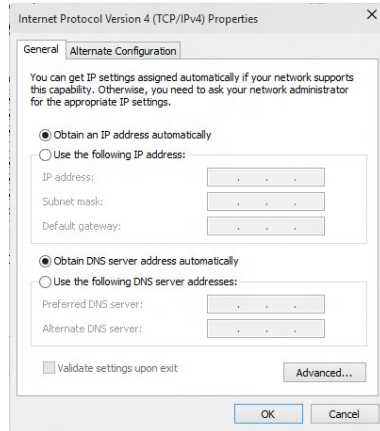 Internet Protocol Version 4 (TCP/IPv4) Properties
General
Alternate Configuration
You can get IP settings assigned automatically if your network supports
this capability. Otherwise, you need to ask your network administrator
for the appropriate IP settings.
Obtain an IP address automatically
Use the following IP address:
IP address:
Subnet mask:
Default gateway:
Obtain DNS server address automatically
Use the following DNS server addresses:
Preferred DNS server:
Alternate DNS server:
Validate settings upon exit
Advanced...
OK
Cancel